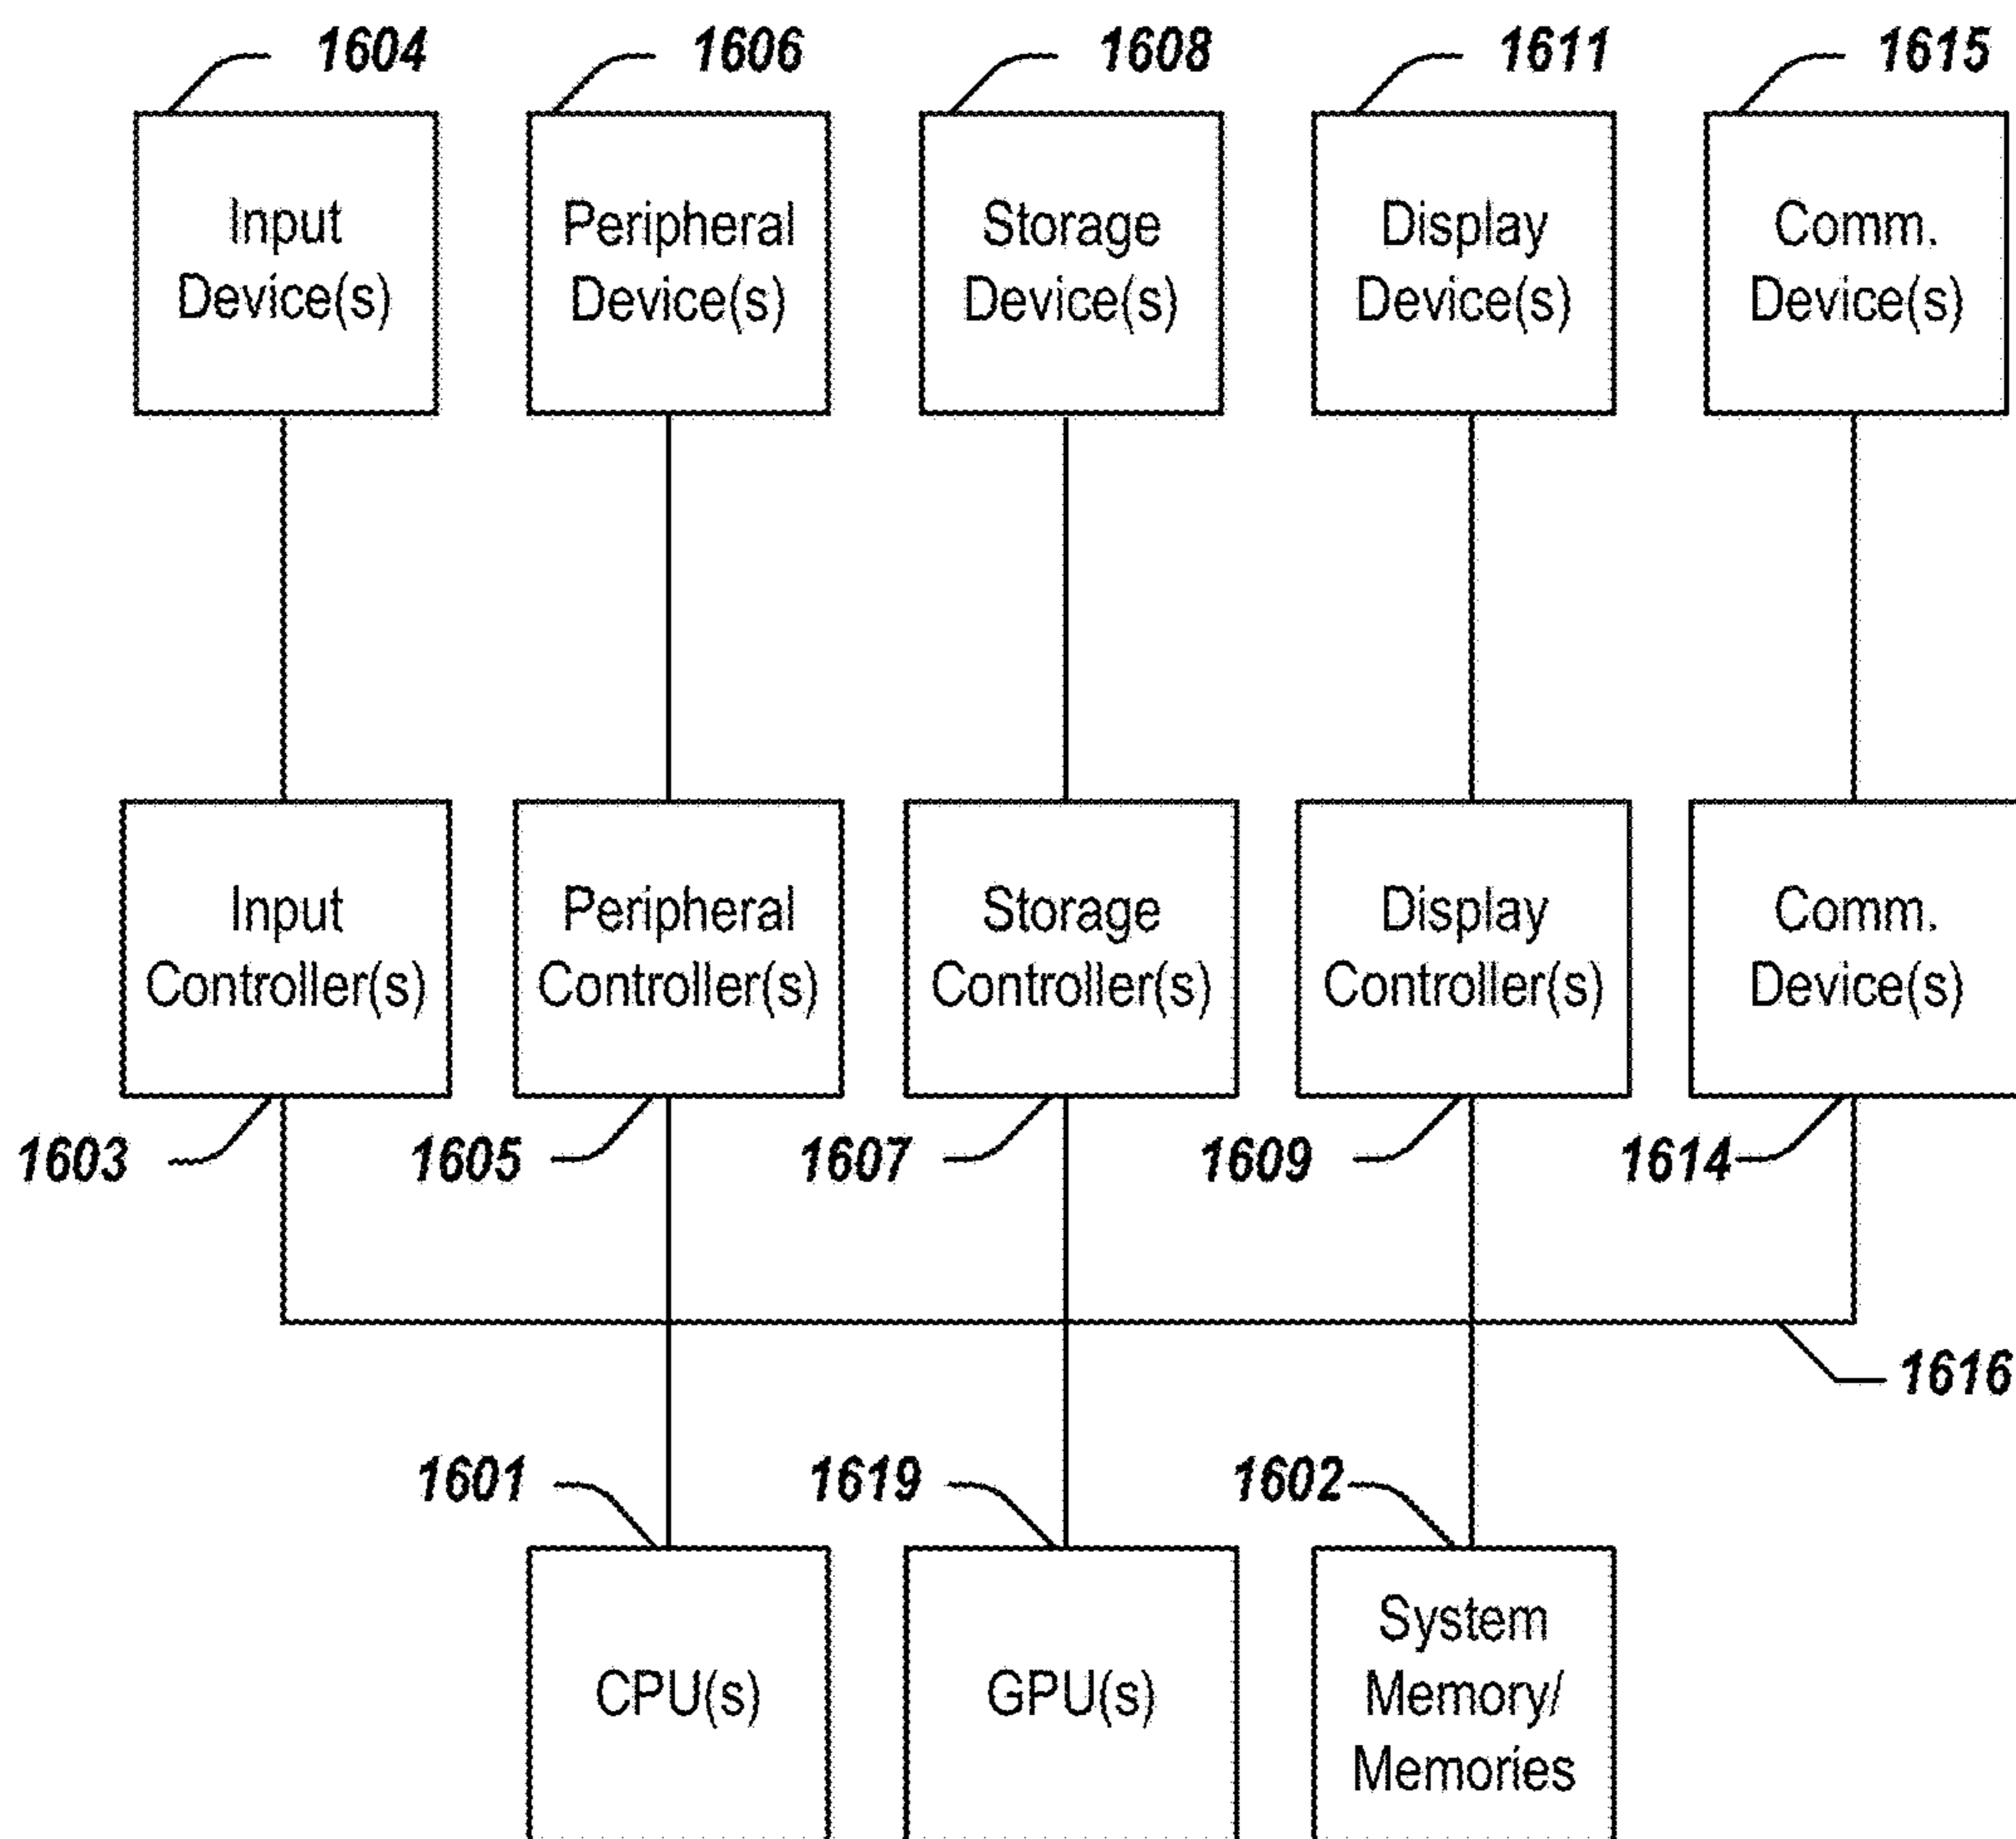 1604
1606
1608
1611
1615
Input
Device(s)
Peripheral
Device(s)
Storage
Device(s)
Display
Device(s)
Comm.
Device(s)
Input
Controller(s)
Peripheral
Controller(s)
Storage
Controller(s)
Display
Controller(s)
Comm.
Device(s)
1603
1605
1607
1609
1614
1616
1601
1619
1602
CPU(s)
GPU(s)
System
Memory/
Memories